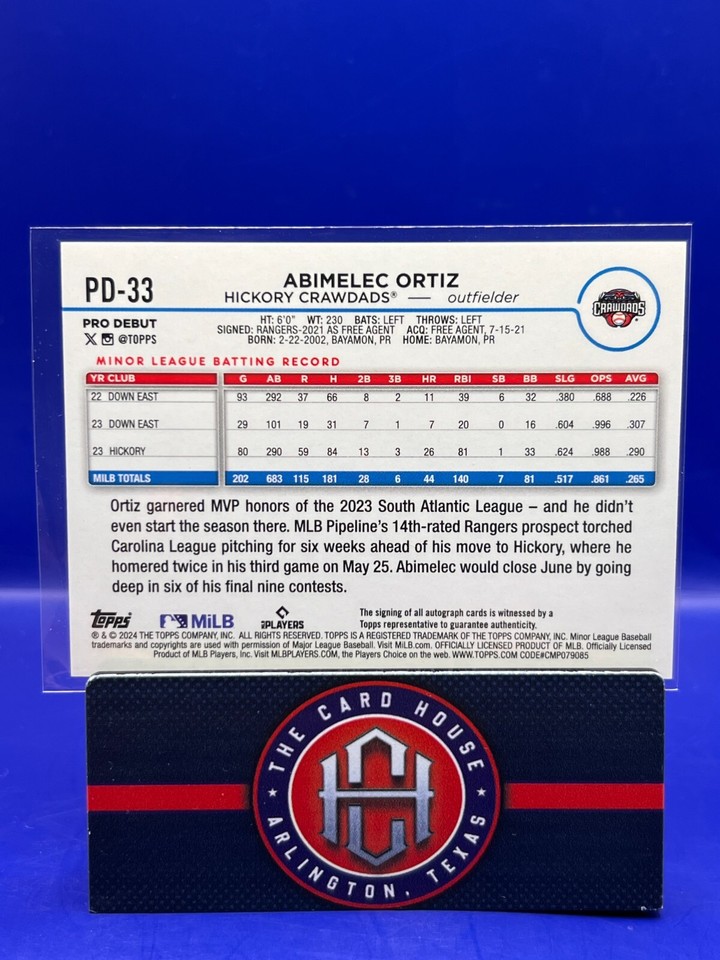 PD-33
ABIMELEC ORTIZ
HICKORY CRAWDADS® — outfielder
CRAWDADS
PRO DEBUT
@TOPPS
HT: 6'0" WT: 230 BATS: LEFT THROWS: LEFT
SIGNED: RANGERS-2021 AS FREE AGENT ACQ: FREE AGENT, 7-15-21
BORN: 2-22-2002, BAYAMON, PR HOME: BAYAMON, PR
MINOR LEAGUE BATTING RECORD
YR CLUB G AB R H 2B 3B HR RBI SB BB SLG OPS AVG
22 DOWN EAST 93 292 37 66 8 2 11 39 6 32 .380 .688 .226
23 DOWN EAST 29 101 19 31 7 1 7 20 0 16 .604 .996 .307
23 HICKORY 80 290 59 84 13 3 26 81 1 33 .624 .988 .290
MILB TOTALS 202 683 115 181 28 6 44 140 7 81 .517 .861 .265
Ortiz garnered MVP honors of the 2023 South Atlantic League – and he didn't
even start the season there. MLB Pipeline's 14th-rated Rangers prospect torched
Carolina League pitching for six weeks ahead of his move to Hickory, where he
homered twice in his third game on May 25. Abimelec would close June by going
deep in six of his final nine contests.
Topps MiLB PLAYERS
The signing of all autograph cards is witnessed by a
Topps representative to guarantee authenticity.
® & © 2024 THE TOPPS COMPANY, INC. ALL RIGHTS RESERVED. TOPPS IS A REGISTERED TRADEMARK OF THE TOPPS COMPANY, INC. Minor League Baseball
trademarks and copyrights are used with permission of Major League Baseball. Visit MiLB.com. OFFICIALLY LICENSED PRODUCT OF MLB. Officially Licensed
Product of MLB Players, Inc. Visit MLBPLAYERS.COM, the Players Choice on the web. WWW.TOPPS.COM CODE#CMP079085
THE CARD HOUSE
ARLINGTON, TEXAS